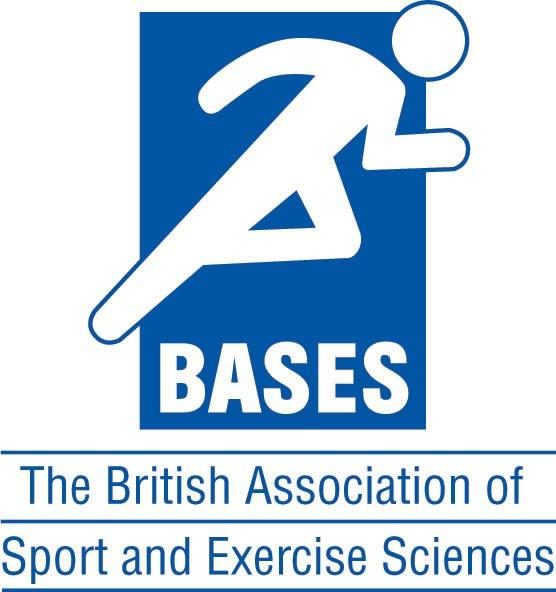 BASES
The British Association of
Sport and Exercise Sciences